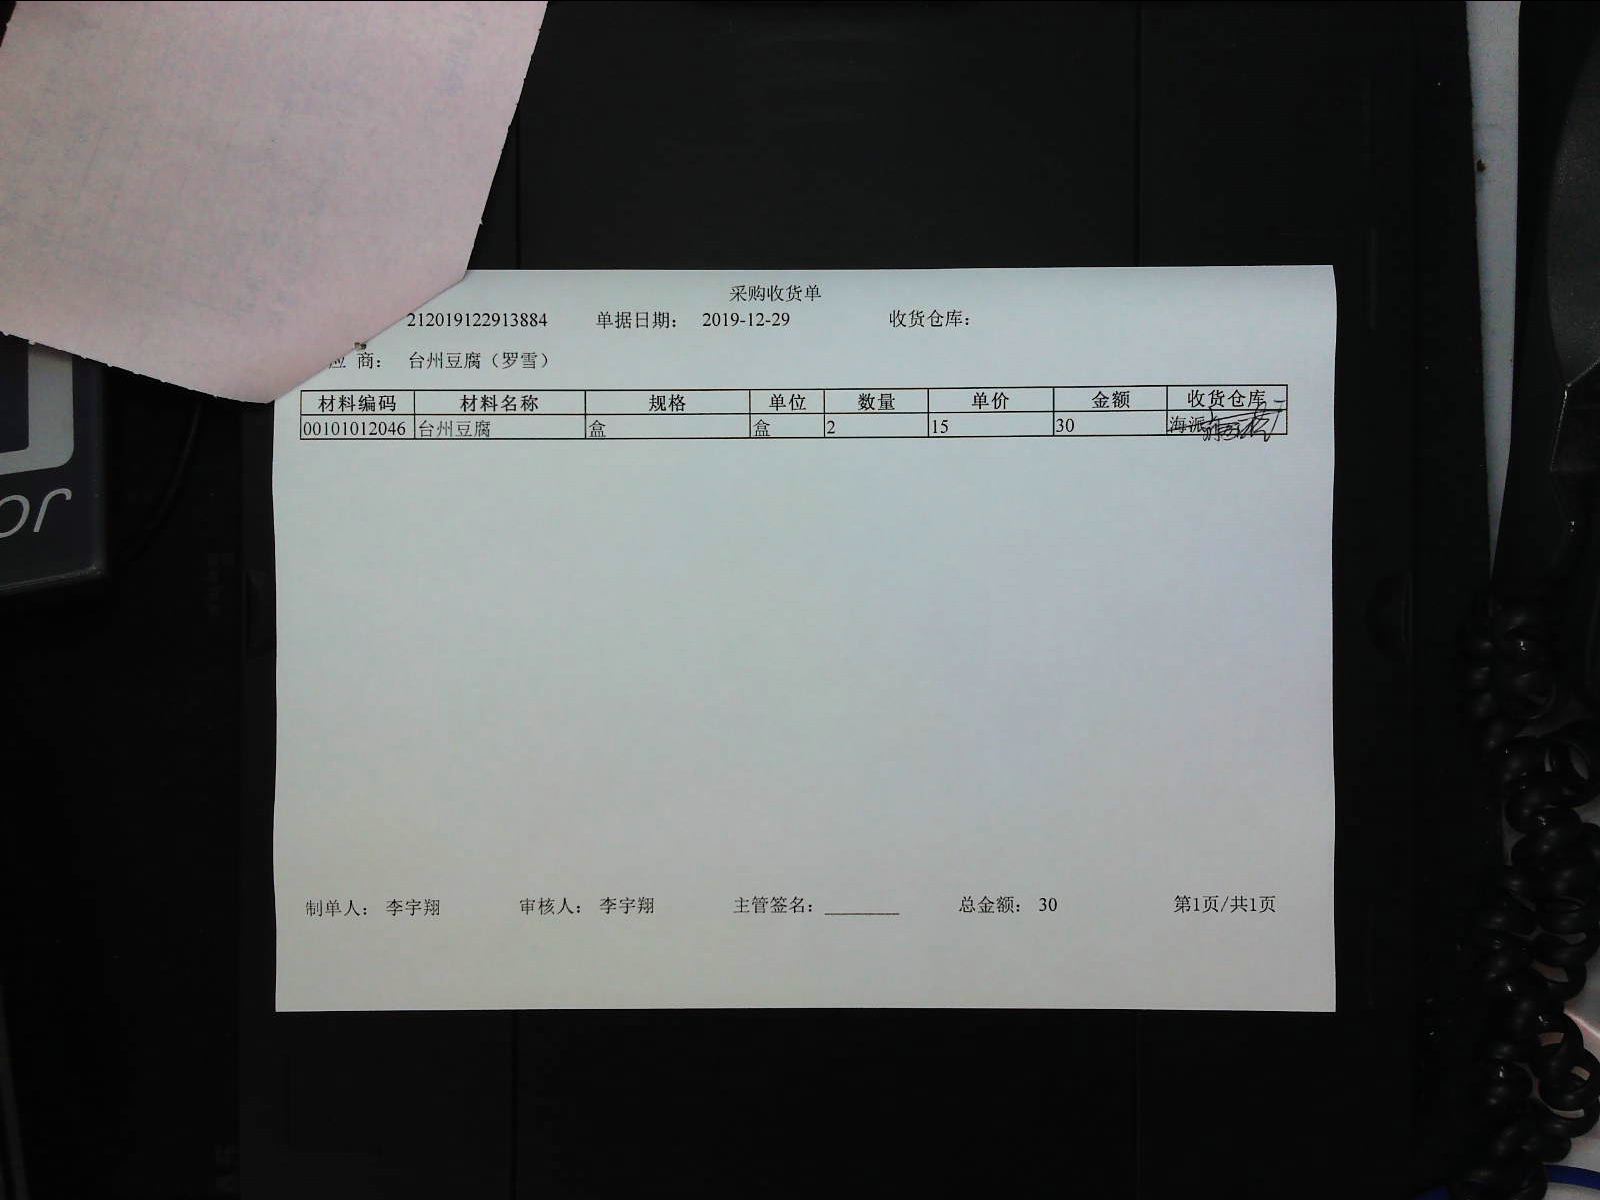 采购收货单
212019122913884 单据日期： 2019-12-29 收货仓库：
应 商： 台州豆腐（罗雪）
材料编码 材料名称 规格 单位 数量 单价 金额 收货仓库
00101012046 台州豆腐 盒 盒 2 15 30 海派
制单人： 李宇翔 审核人： 李宇翔 主管签名： 总金额： 30 第1页/共1页
or